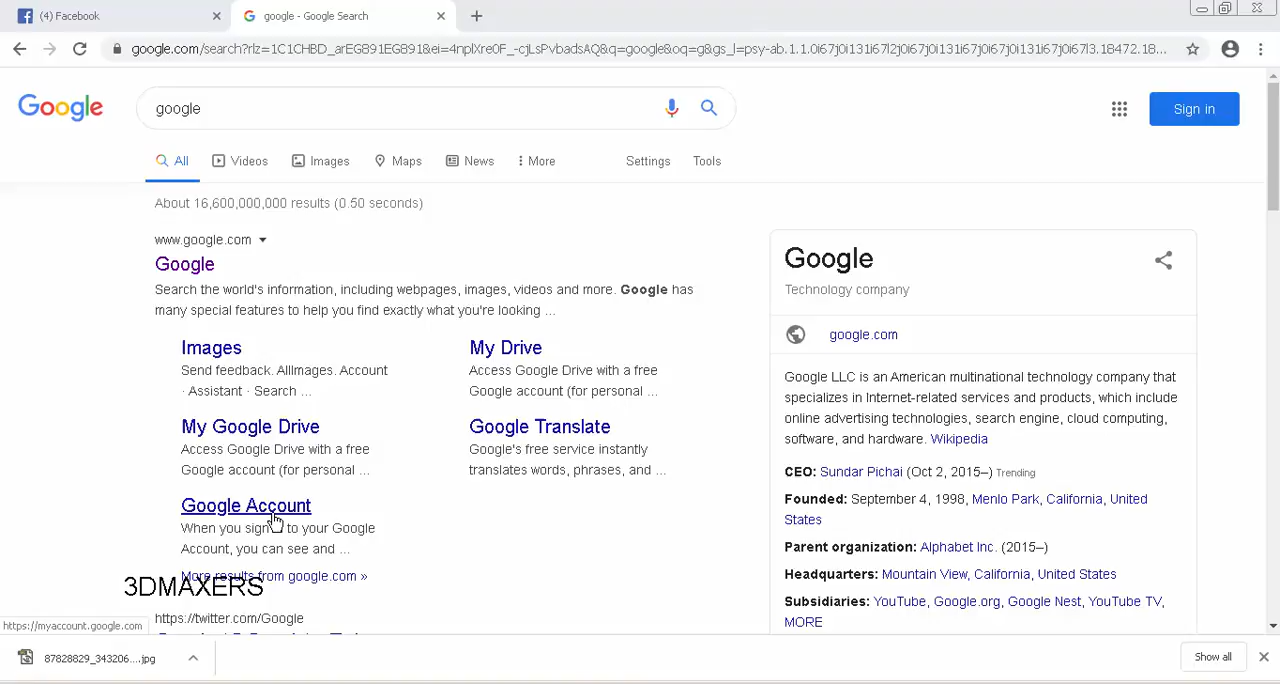 (4) Facebook
google - Google Search
google.com/search?rlz=1C1CHBD_arEG891EG891&ei=4nplXre0F_-cjLsPvbadsAQ&q=google&oq=g&gs_l=psy-ab.1.1.0i67j0i131i67l2j0i67j0i131i67j0i67j0i131i67l3.18472.18...
Google
google
Sign in
All
Videos
Images
Maps
News
More
Settings
Tools
About 16,600,000,000 results (0.50 seconds)
www.google.com
Google
Search the world's information, including webpages, images, videos and more. Google has
many special features to help you find exactly what you're looking ...
Images
Send feedback. AllImages. Account
· Assistant · Search ...
My Drive
Access Google Drive with a free
Google account (for personal ...
My Google Drive
Access Google Drive with a free
Google account (for personal ...
Google Translate
Google's free service instantly
translates words, phrases, and ...
Google Account
When you sign to your Google
Account, you can see and ...
More results from google.com »
3DMAXERS
https://twitter.com/Google
https://myaccount.google.com
Google
Technology company
google.com
Google LLC is an American multinational technology company that
specializes in Internet-related services and products, which include
online advertising technologies, search engine, cloud computing,
software, and hardware. Wikipedia
CEO: Sundar Pichai (Oct 2, 2015–) Trending
Founded: September 4, 1998, Menlo Park, California, United
States
Parent organization: Alphabet Inc. (2015–)
Headquarters: Mountain View, California, United States
Subsidiaries: YouTube, Google.org, Google Nest, YouTube TV,
MORE
87828829_343206....jpg
Show all